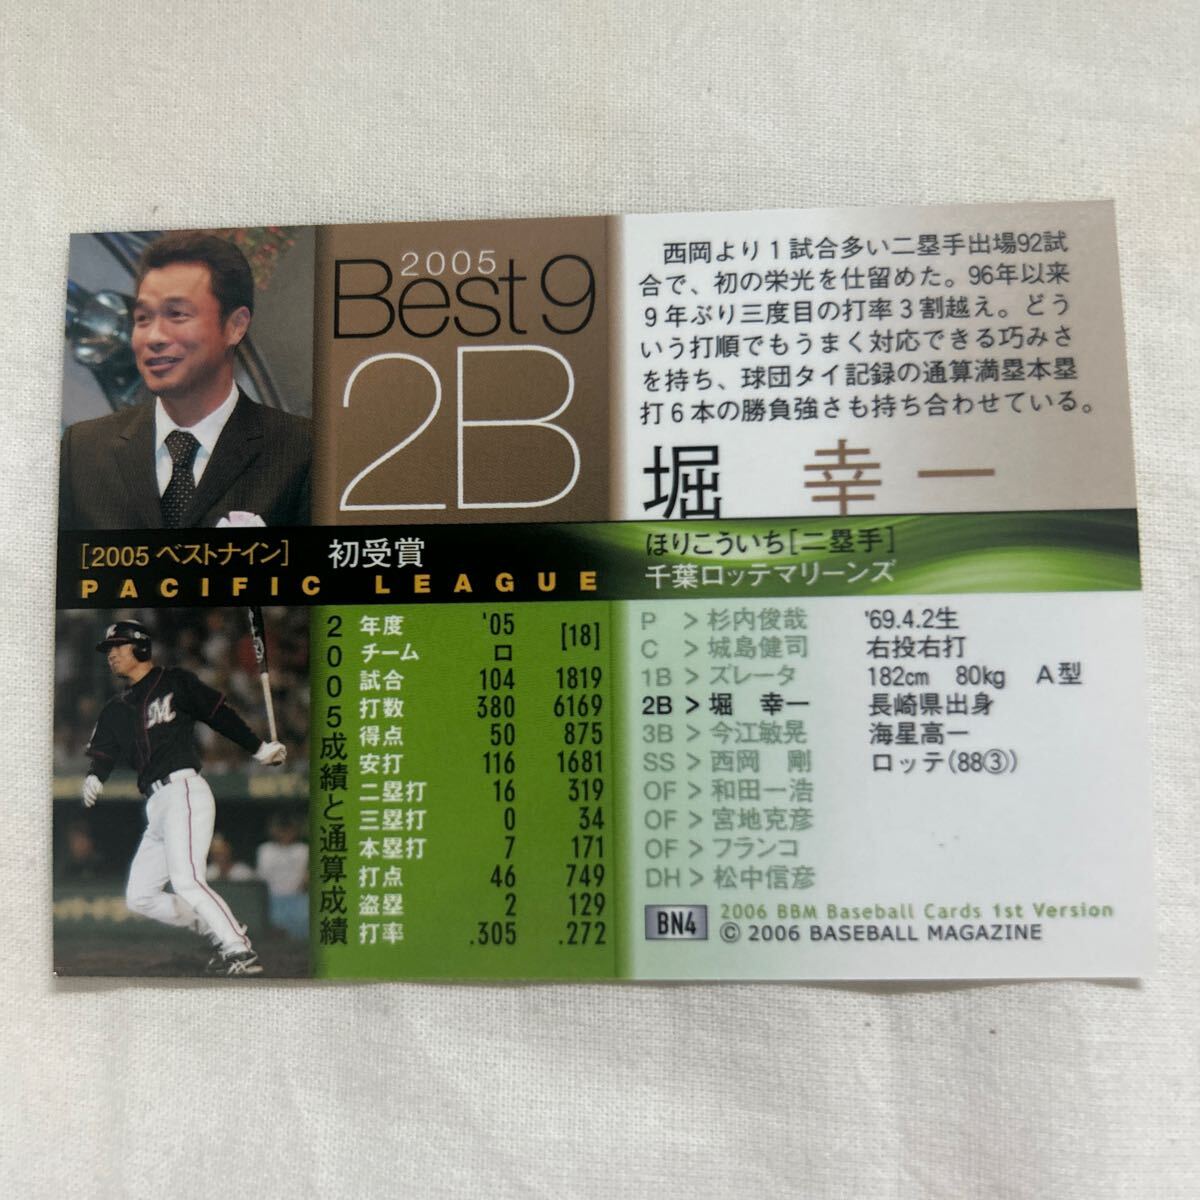 2005
Best 9
2B
西岡より1試合多い二塁手出場92試
合で、初の栄光を仕留めた。96年以来
9年ぶり三度目の打率3割越え。どう
いう打順でもうまく対応できる巧みさ
を持ち、球団タイ記録の通算満塁本塁
打6本の勝負強さも持ち合わせている。
堀 幸一
[2005 ベストナイン] 初受賞
PACIFIC LEAGUE
ほりこういち[二塁手]
千葉ロッテマリーンズ
2005成績と通算成績
年度 '05 [18]
チーム ロ
試合 104 1819
打数 380 6169
得点 50 875
安打 116 1681
二塁打 16 319
三塁打 0 34
本塁打 7 171
打点 46 749
盗塁 2 129
打率 .305 .272
P > 杉内俊哉
C > 城島健司
1B > ズレータ
2B > 堀 幸一
3B > 今江敏晃
SS > 西岡 剛
OF > 和田一浩
OF > 宮地克彦
OF > フランコ
DH > 松中信彦
'69.4.2生
右投右打
182cm 80kg A型
長崎県出身
海星高一
ロッテ(88③)
BN4
2006 BBM Baseball Cards 1st Version
© 2006 BASEBALL MAGAZINE
M